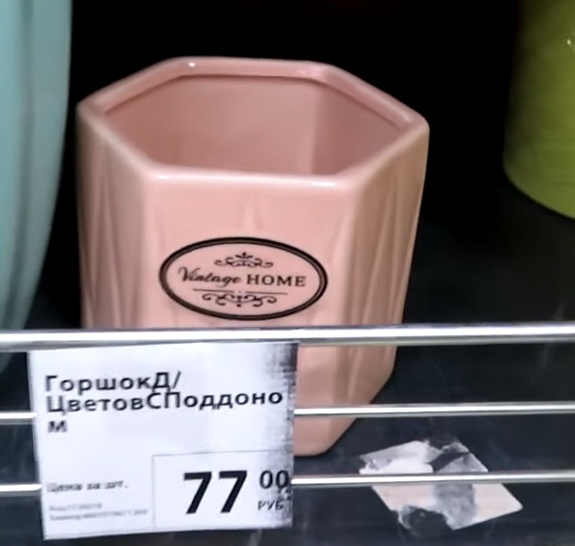 Vintage HOME
ГоршокД/
ЦветовСПоддоно
м
Цена за шт.
77 00
РУБ